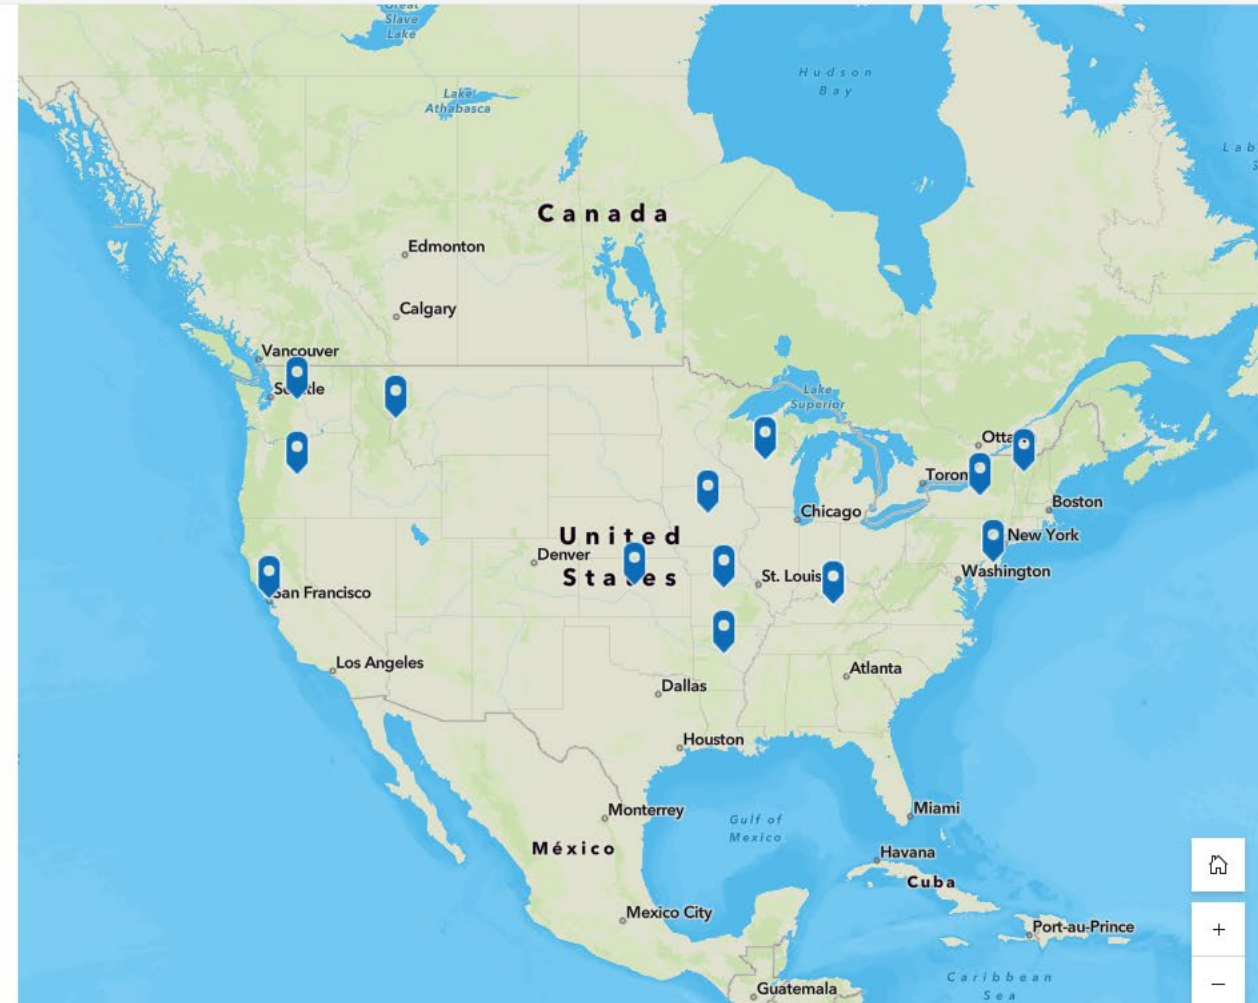 Great
Slave
Lake
Hudson
Bay
Lake
Athabasca
Lab
Canada
Edmonton
Calgary
Vancouver
Lake
Superior
Otta
Toron
Boston
Chicago
United
New York
Denver
States
St. Louis
Washington
San Francisco
Los Angeles
Atlanta
Dallas
Houston
Monterrey
Gulf of
Mexico
Miami
México
Havana
Cuba
Mexico City
Port-au-Prince
+
Caribbean
Sea
−
Guatemala